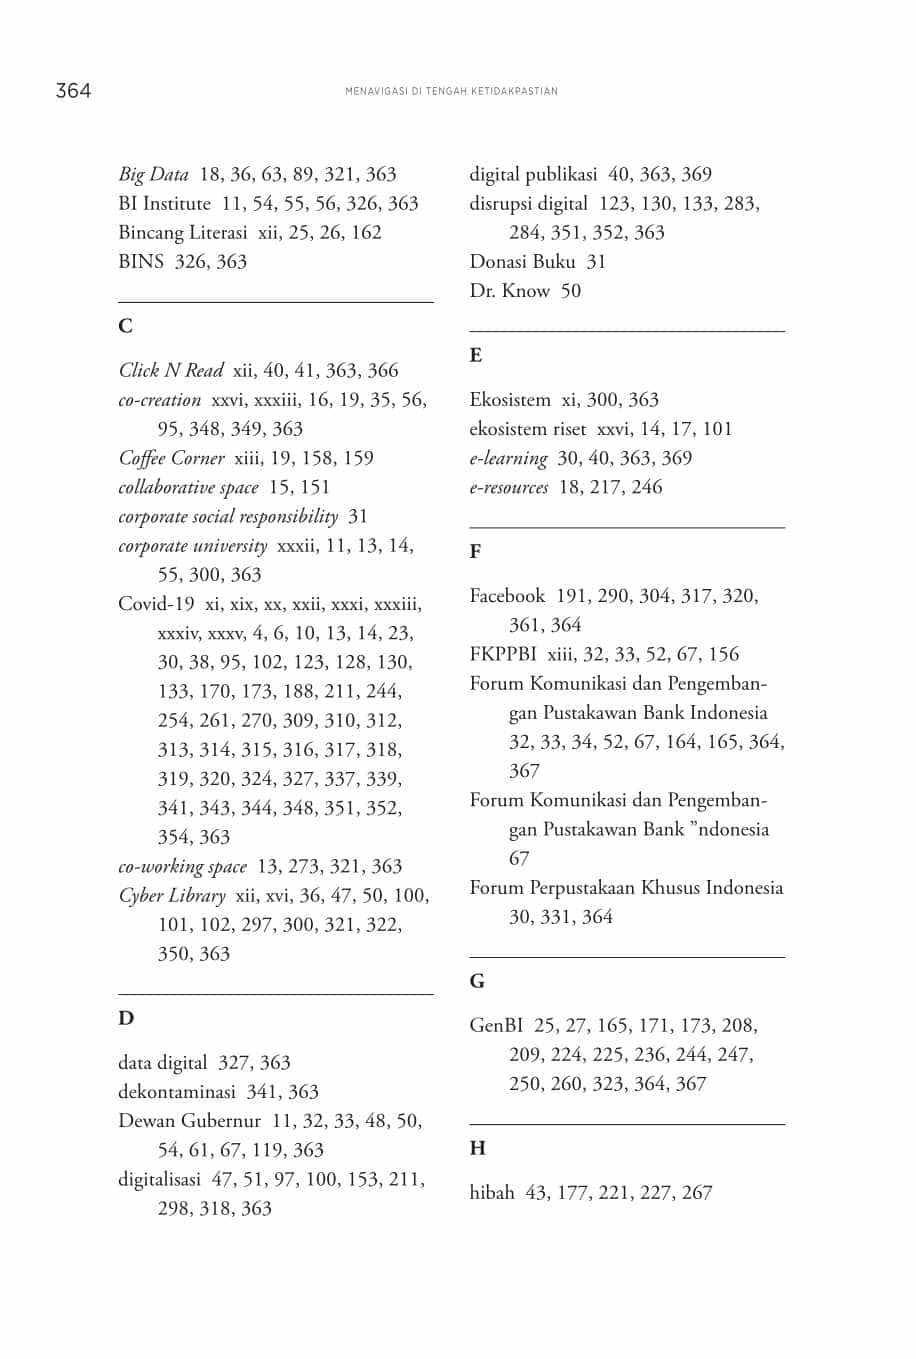 364
MENAVIGASI DI TENGAH KETIDAKPASTIAN
Big Data 18, 36, 63, 89, 321, 363
BI Institute 11, 54, 55, 56, 326, 363
Bincang Literasi xii, 25, 26, 162
BINS 326, 363
C
Click N Read xii, 40, 41, 363, 366
co-creation xxvi, xxxiii, 16, 19, 35, 56,
95, 348, 349, 363
Coffee Corner xiii, 19, 158, 159
collaborative space 15, 151
corporate social responsibility 31
corporate university xxxii, 11, 13, 14,
55, 300, 363
Covid-19 xi, xix, xx, xxii, xxxi, xxxiii,
xxxiv, xxxv, 4, 6, 10, 13, 14, 23,
30, 38, 95, 102, 123, 128, 130,
133, 170, 173, 188, 211, 244,
254, 261, 270, 309, 310, 312,
313, 314, 315, 316, 317, 318,
319, 320, 324, 327, 337, 339,
341, 343, 344, 348, 351, 352,
354, 363
co-working space 13, 273, 321, 363
Cyber Library xii, xvi, 36, 47, 50, 100,
101, 102, 297, 300, 321, 322,
350, 363
D
data digital 327, 363
dekontaminasi 341, 363
Dewan Gubernur 11, 32, 33, 48, 50,
54, 61, 67, 119, 363
digitalisasi 47, 51, 97, 100, 153, 211,
298, 318, 363
digital publikasi 40, 363, 369
disrupsi digital 123, 130, 133, 283,
284, 351, 352, 363
Donasi Buku 31
Dr. Know 50
E
Ekosistem xi, 300, 363
ekosistem riset xxvi, 14, 17, 101
e-learning 30, 40, 363, 369
e-resources 18, 217, 246
F
Facebook 191, 290, 304, 317, 320,
361, 364
FKPPBI xiii, 32, 33, 52, 67, 156
Forum Komunikasi dan Pengemban-
gan Pustakawan Bank Indonesia
32, 33, 34, 52, 67, 164, 165, 364,
367
Forum Komunikasi dan Pengemban-
gan Pustakawan Bank ”ndonesia
67
Forum Perpustakaan Khusus Indonesia
30, 331, 364
G
GenBI 25, 27, 165, 171, 173, 208,
209, 224, 225, 236, 244, 247,
250, 260, 323, 364, 367
H
hibah 43, 177, 221, 227, 267